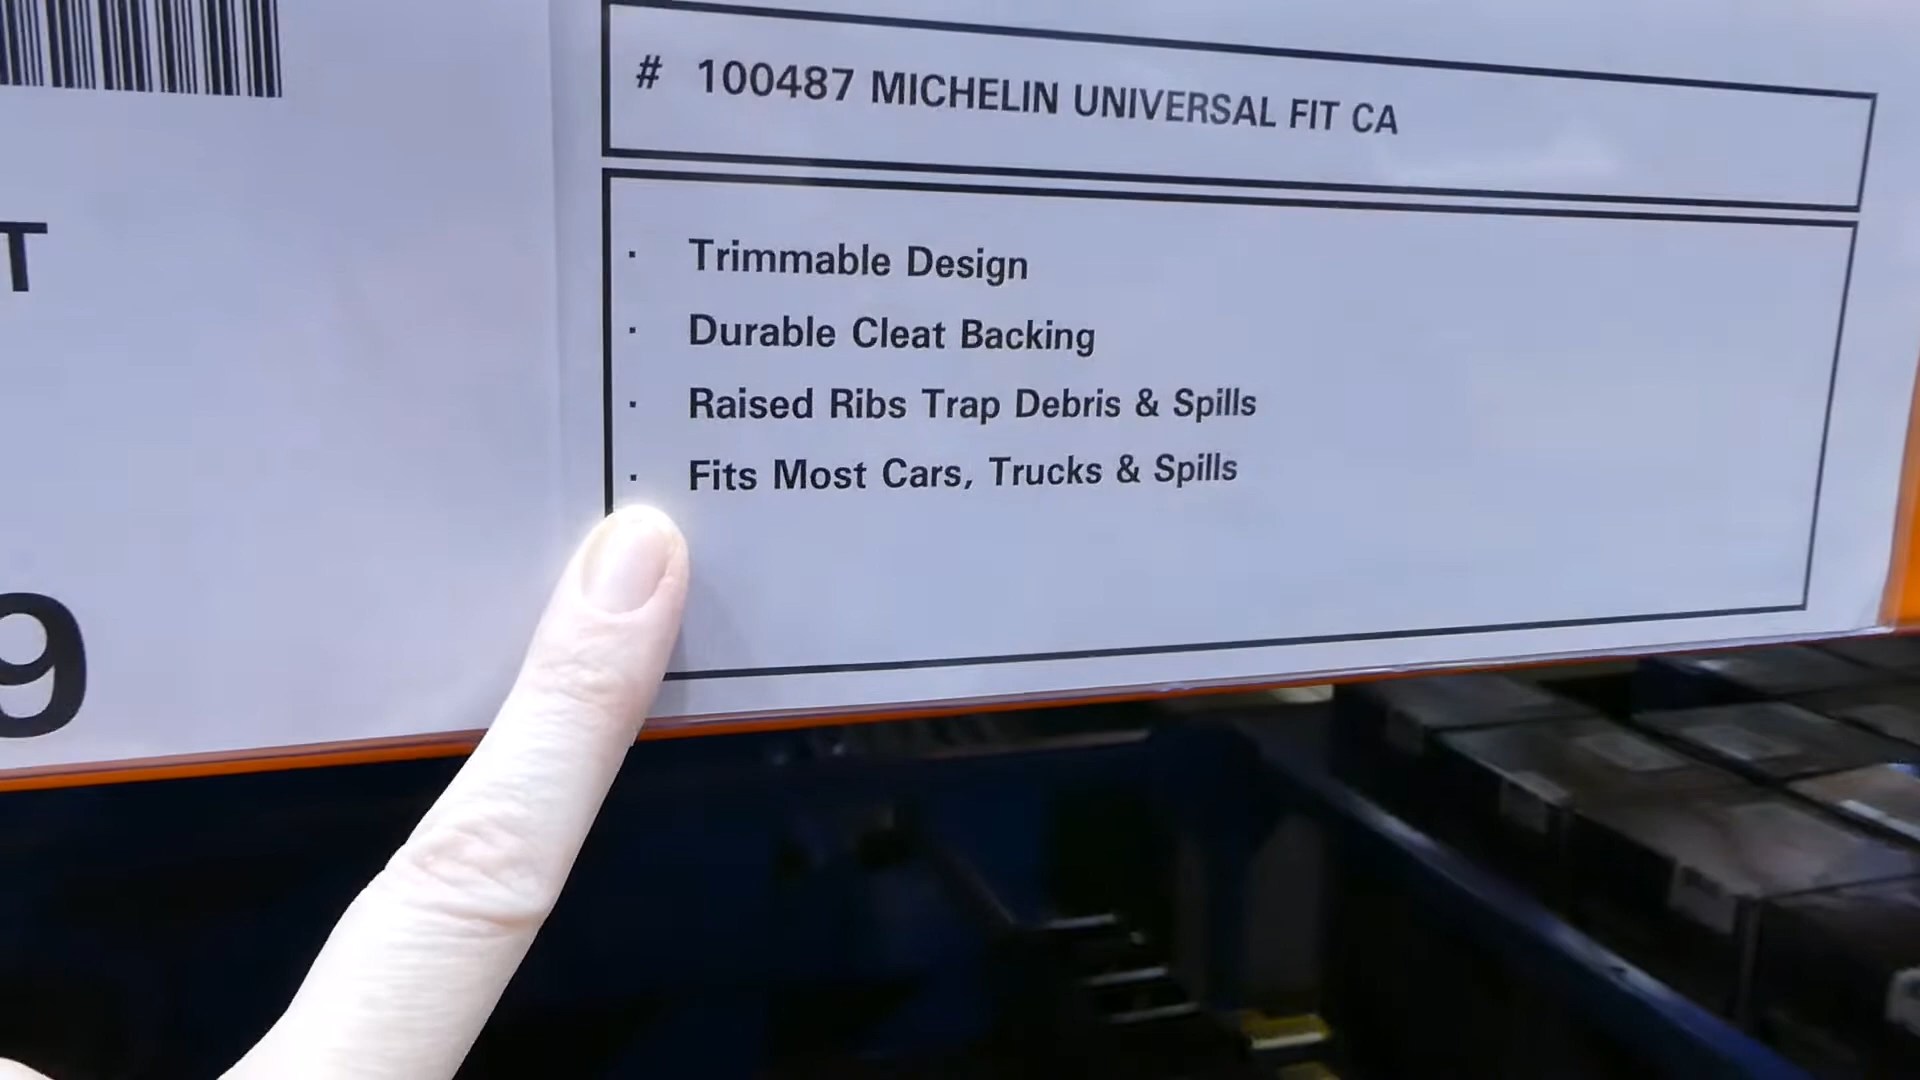 # 100487 MICHELIN UNIVERSAL FIT CA
T
· Trimmable Design
· Durable Cleat Backing
· Raised Ribs Trap Debris & Spills
· Fits Most Cars, Trucks & Spills
9